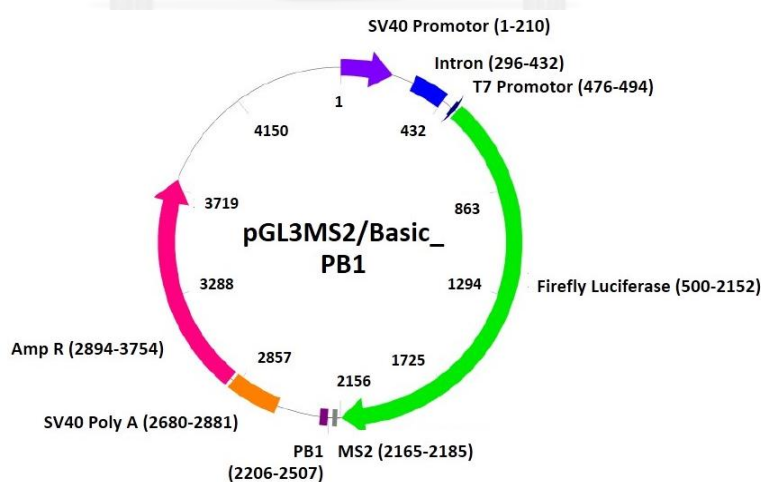 SV40 Promotor (1-210)
Intron (296-432)
T7 Promotor (476-494)
1
432
4150
863
3719
pGL3MS2/Basic_
PB1
3288
1294
Firefly Luciferase (500-2152)
Amp R (2894-3754)
2857
1725
2156
SV40 Poly A (2680-2881)
PB1
(2206-2507)
MS2 (2165-2185)